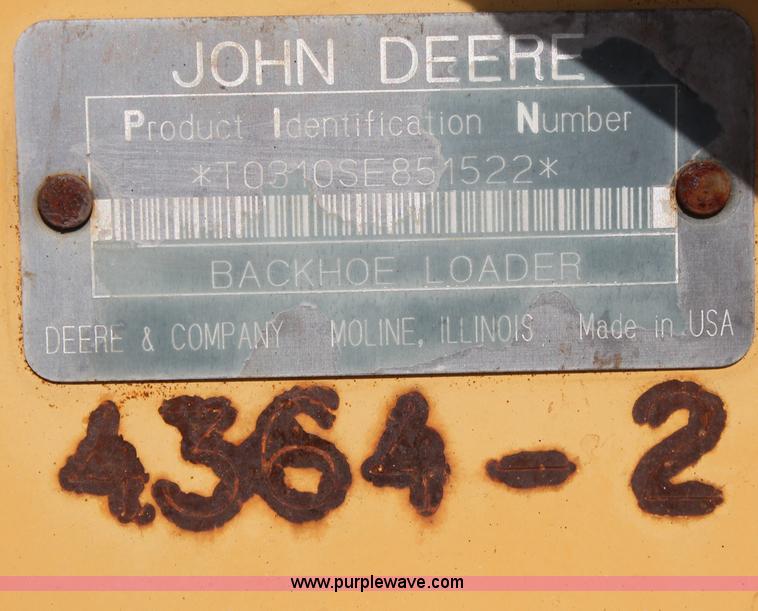 JOHN DEERE
Product Identification Number
*T0310SE851522*
BACKHOE LOADER
DEERE & COMPANY MOLINE, ILLINOIS Made in USA
4364-2
www.purplewave.com